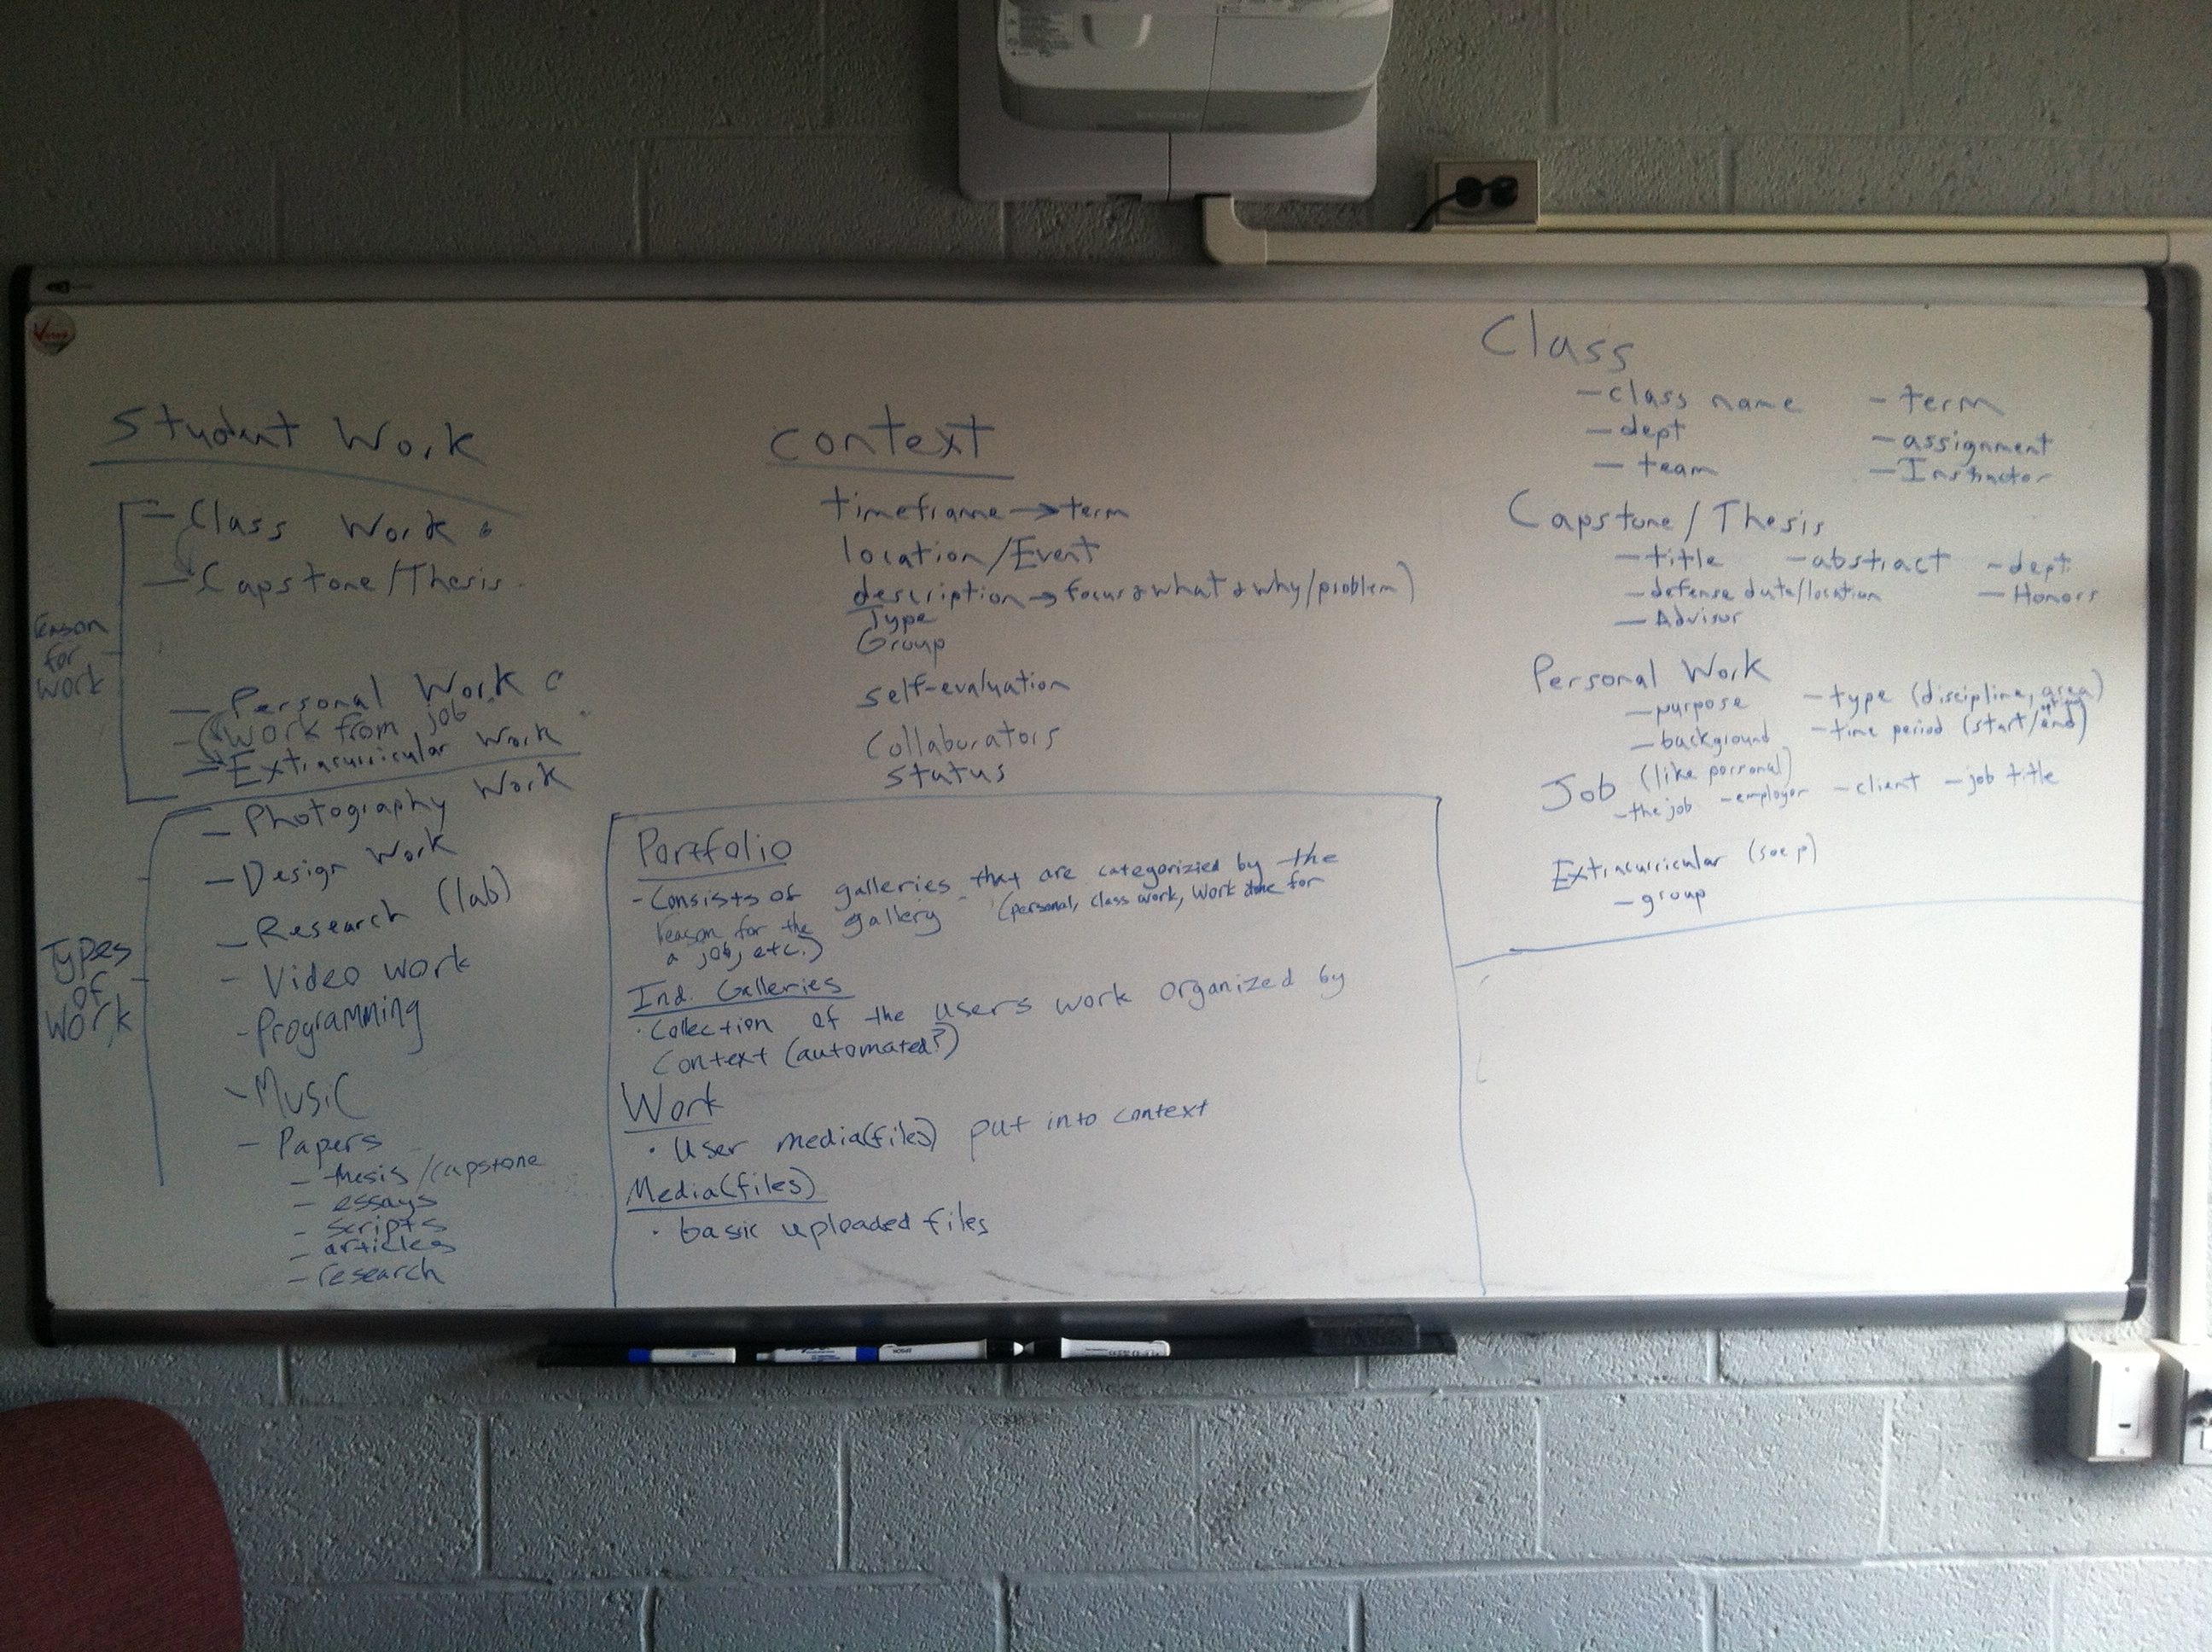 Student Work
- Class Work
- Capstone/Thesis
reason
for
work
- Personal Work
- work from job
- Extracurricular Work
- Photography Work
- Design Work
- Research (lab)
- Video work
- Programming
- Music
- Papers
- thesis/capstone
- essays
- scripts
- articles
- research
Types
of
work
context
timeframe → term
location/Event
description → focus & what & why/problem)
Type
Group
self-evaluation
Collaborators
status
Portfolio
- Consists of galleries that are categorizied by the
reason for the gallery - (personal, class work, work done for
a job, etc.)
Ind. Galleries
· Collection of the users work organized by
Context (automated?)
Work
· User media(files) put into context
Media(files)
· basic uploaded files
Class
- class name - term
- dept - assignment
- team - Instructor
Capstone/Thesis
- title - abstract - dept
- defense date/location - Honors
- Advisor
Personal Work
- purpose - type (discipline, area)
- background - time period (start/end)
Job (like personal)
- the job - employer - client - job title
Extracurricular
- group